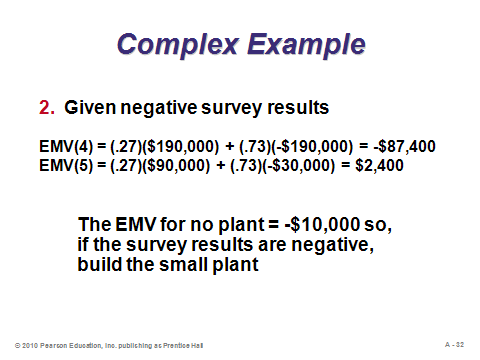 Complex Example
2. Given negative survey results
EMV(4) = (.27)($190,000) + (.73)(-$190,000) = -$87,400
EMV(5) = (.27)($90,000) + (.73)(-$30,000) = $2,400
The EMV for no plant = -$10,000 so,
if the survey results are negative,
build the small plant
© 2010 Pearson Education, Inc. publishing as Prentice Hall
A - 32